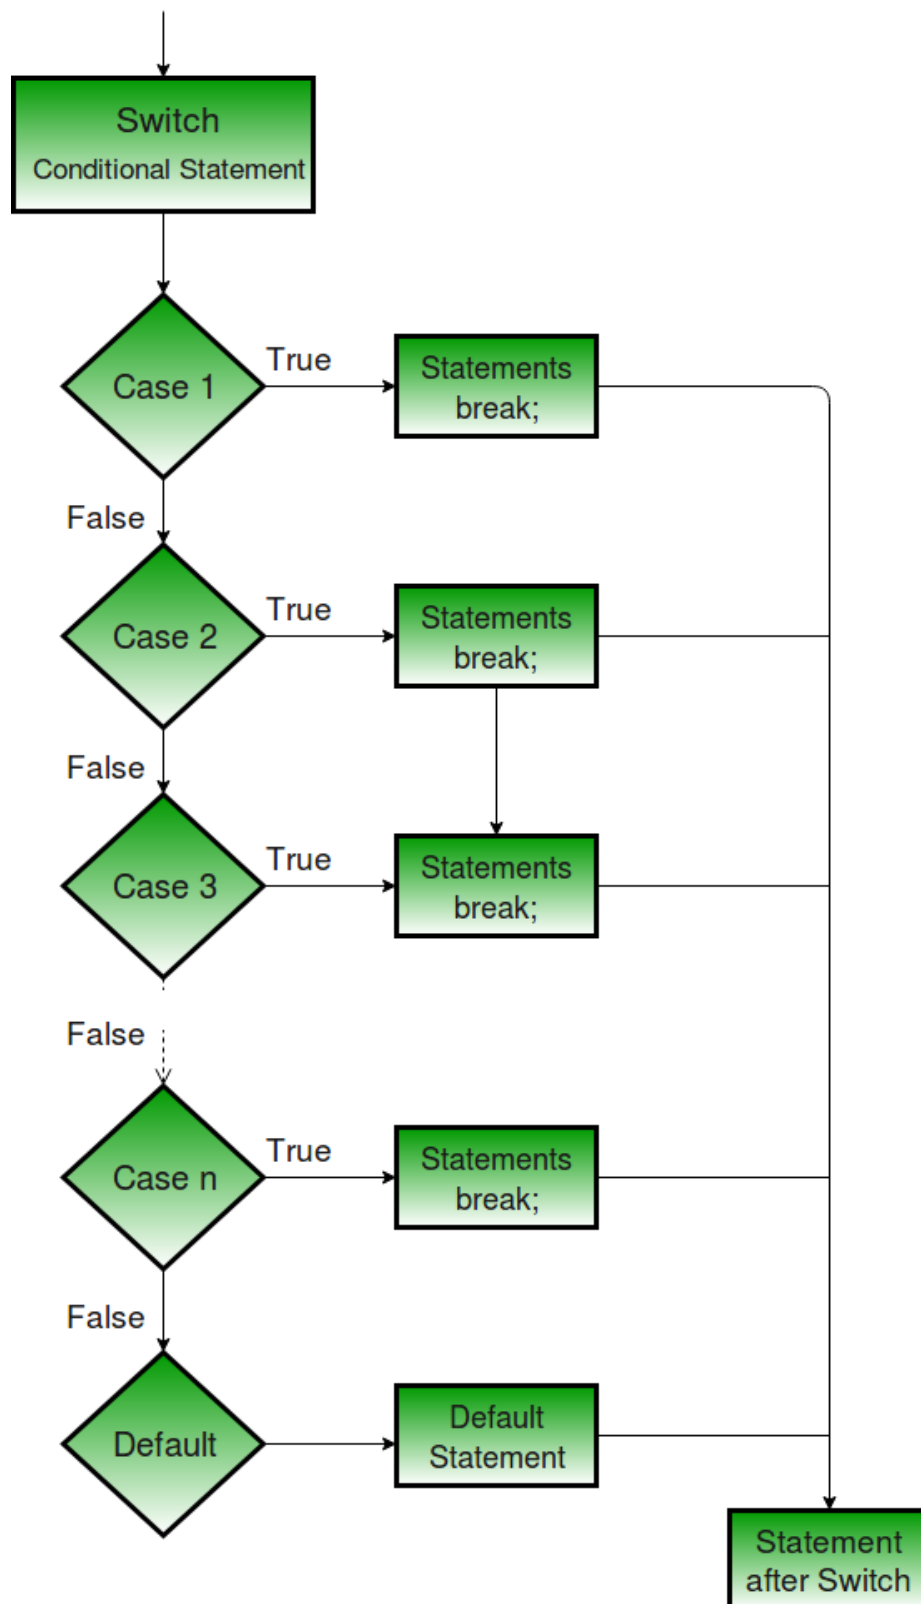 Switch
Conditional Statement
Case 1
True
Statements
break;
False
Case 2
True
Statements
break;
False
Case 3
True
Statements
break;
False
Case n
True
Statements
break;
False
Default
Default
Statement
Statement
after Switch